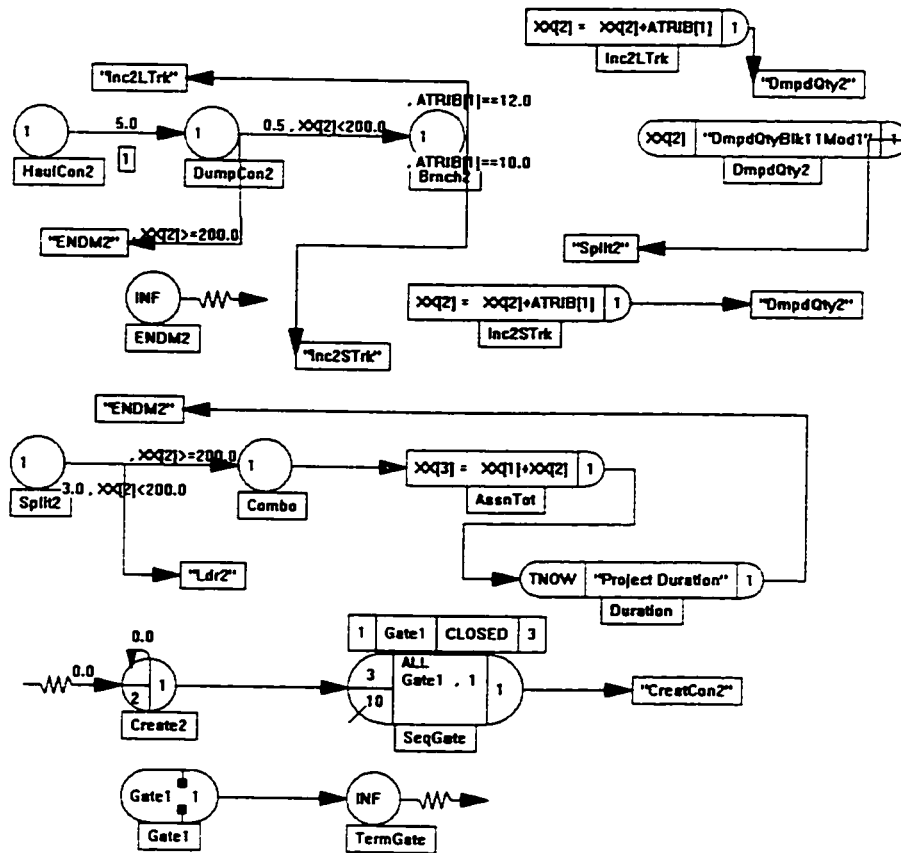 XX[2] = XX[2]+ATRIB[1] 1
Inc2LTrk
"Inc2LTrk"
"DmpdQty2"
, ATRIB[1]==12.0
1 5.0 1 0.5 , XX[2]<200.0 1
XX[2] "DmpdQtyBlk11Mod1" 1
1
, ATRIB[1]==10.0
HaulCon2 DumpCon2 Brnch2
DmpdQty2
"ENDM2" , XX[2]>=200.0
"Split2"
INF
XX[2] = XX[2]+ATRIB[1] 1
"DmpdQty2"
ENDM2
Inc2STrk
"Inc2STrk"
"ENDM2"
1 , XX[2]>=200.0 1
XX[3] = XX[1]+XX[2] 1
Split2 3.0 , XX[2]<200.0 Combo
AssnTot
"Ldr2"
TNOW "Project Duration" 1
Duration
1 Gate1 CLOSED 3
0.0
0.0 2 1
3 10 ALL
Gate1 , 1 1
"CreatCon2"
Create2
SeqGate
Gate1 1
INF
Gate1
TermGate